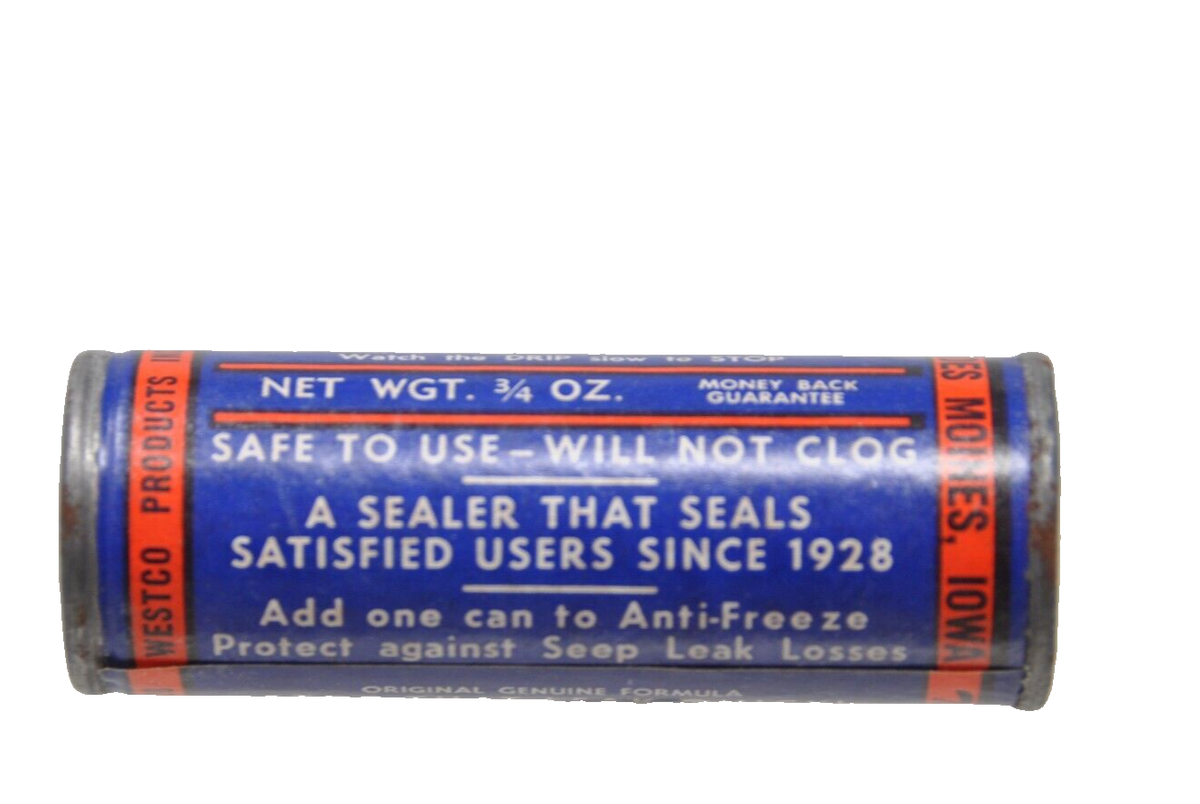 Watch the DRIP slow to STOP
NET WGT. ¾ OZ.
MONEY BACK
GUARANTEE
SAFE TO USE – WILL NOT CLOG
A SEALER THAT SEALS
SATISFIED USERS SINCE 1928
Add one can to Anti-Freeze
Protect against Seep Leak Losses
ORIGINAL GENUINE FORMULA
WESTCO PRODUCTS
MOINES, IOWA